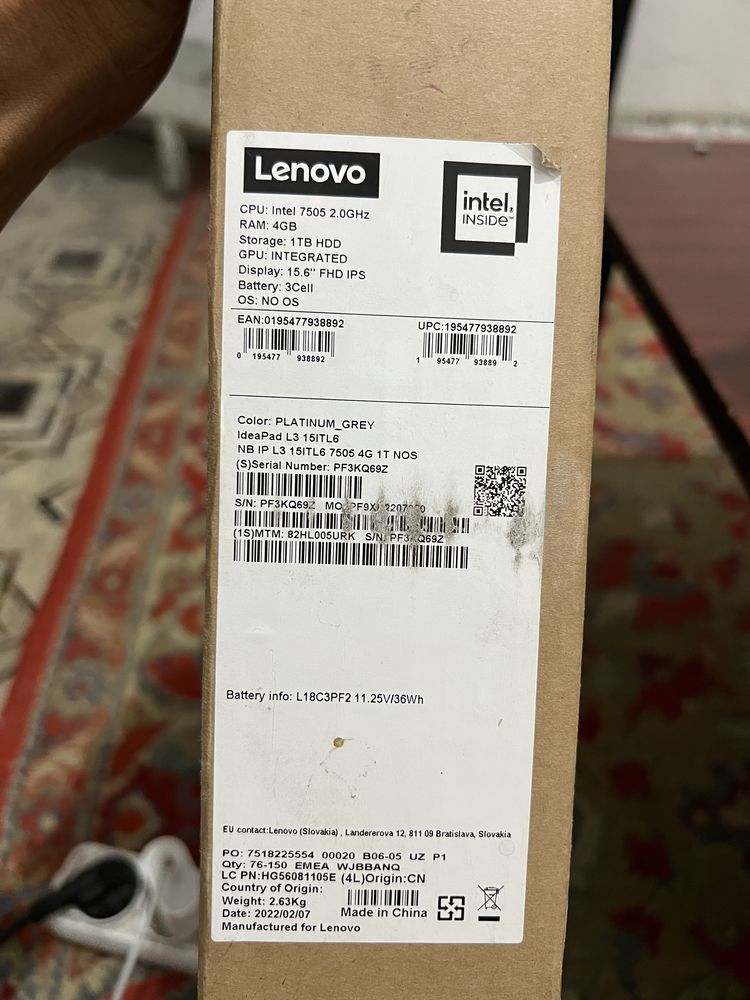 Lenovo
intel.
INSIDE™
CPU: Intel 7505 2.0GHz
RAM: 4GB
Storage: 1TB HDD
GPU: INTEGRATED
Display: 15.6'' FHD IPS
Battery: 3Cell
OS: NO OS
EAN:0195477938892
UPC:195477938892
0 195477 938892
1 95477 93889 2
Color: PLATINUM_GREY
IdeaPad L3 15ITL6
NB IP L3 15ITL6 7505 4G 1T NOS
(S)Serial Number: PF3KQ69Z
S/N: PF3KQ69Z
(1S)MTM: 82HL005URK S/N:
Battery info: L18C3PF2 11.25V/36Wh
EU contact:Lenovo (Slovakia) , Landererova 12, 811 09 Bratislava, Slovakia
PO: 7518225554 00020 B06-05 UZ P1
Qty: 76-150 EMEA WJBBANQ
LC PN:HG56081105E (4L)Origin:CN
Country of Origin:
Weight: 2.63Kg
Date: 2022/02/07
Made in China
Manufactured for Lenovo